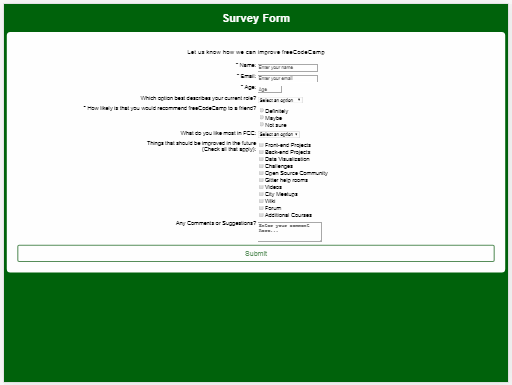 Survey Form
Let us know how we can improve freeCodeCamp
* Name: Enter your name
* Email: Enter your email
* Age: Age
Which option best describes your current role? Select an option
* How likely is that you would recommend freeCodeCamp to a friend?
Definitely
Maybe
Not sure
What do you like most in FCC: Select an option
Things that should be improved in the future
(Check all that apply):
Front-end Projects
Back-end Projects
Data Visualization
Challenges
Open Source Community
Gitter help rooms
Videos
City Meetups
Wiki
Forum
Additional Courses
Any Comments or Suggestions? Enter your comment
here...
Submit